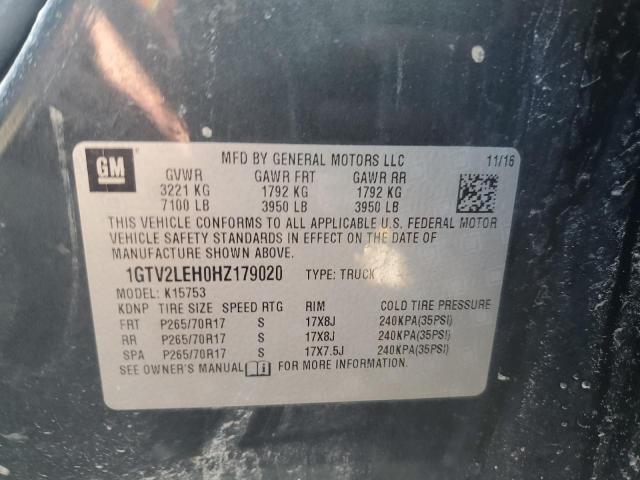 GM
MFD BY GENERAL MOTORS LLC 11/16
GVWR GAWR FRT GAWR RR
3221 KG 1792 KG 1792 KG
7100 LB 3950 LB 3950 LB
THIS VEHICLE CONFORMS TO ALL APPLICABLE U.S. FEDERAL MOTOR
VEHICLE SAFETY STANDARDS IN EFFECT ON THE DATE OF
MANUFACTURE SHOWN ABOVE.
1GTV2LEH0HZ179020 TYPE: TRUCK
MODEL: K15753
KDNP TIRE SIZE SPEED RTG RIM COLD TIRE PRESSURE
FRT P265/70R17 S 17X8J 240KPA(35PSI)
RR P265/70R17 S 17X8J 240KPA(35PSI)
SPA P265/70R17 S 17X7.5J 240KPA(35PSI)
SEE OWNER'S MANUAL FOR MORE INFORMATION.